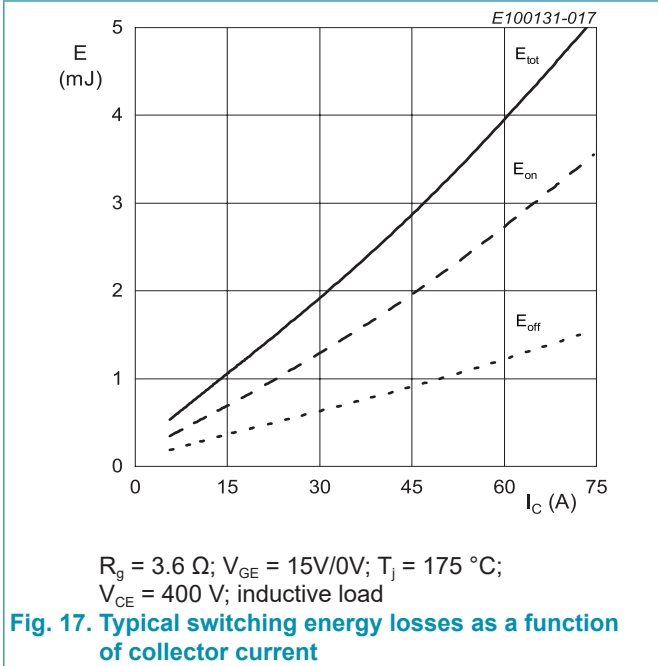 E100131-017
E
(mJ)
5
4
3
2
1
0
E_tot
E_on
E_off
0 15 30 45 60 75
I_C (A)
R_g = 3.6 Ω; V_GE = 15V/0V; T_j = 175 °C;
V_CE = 400 V; inductive load
Fig. 17. Typical switching energy losses as a function
of collector current